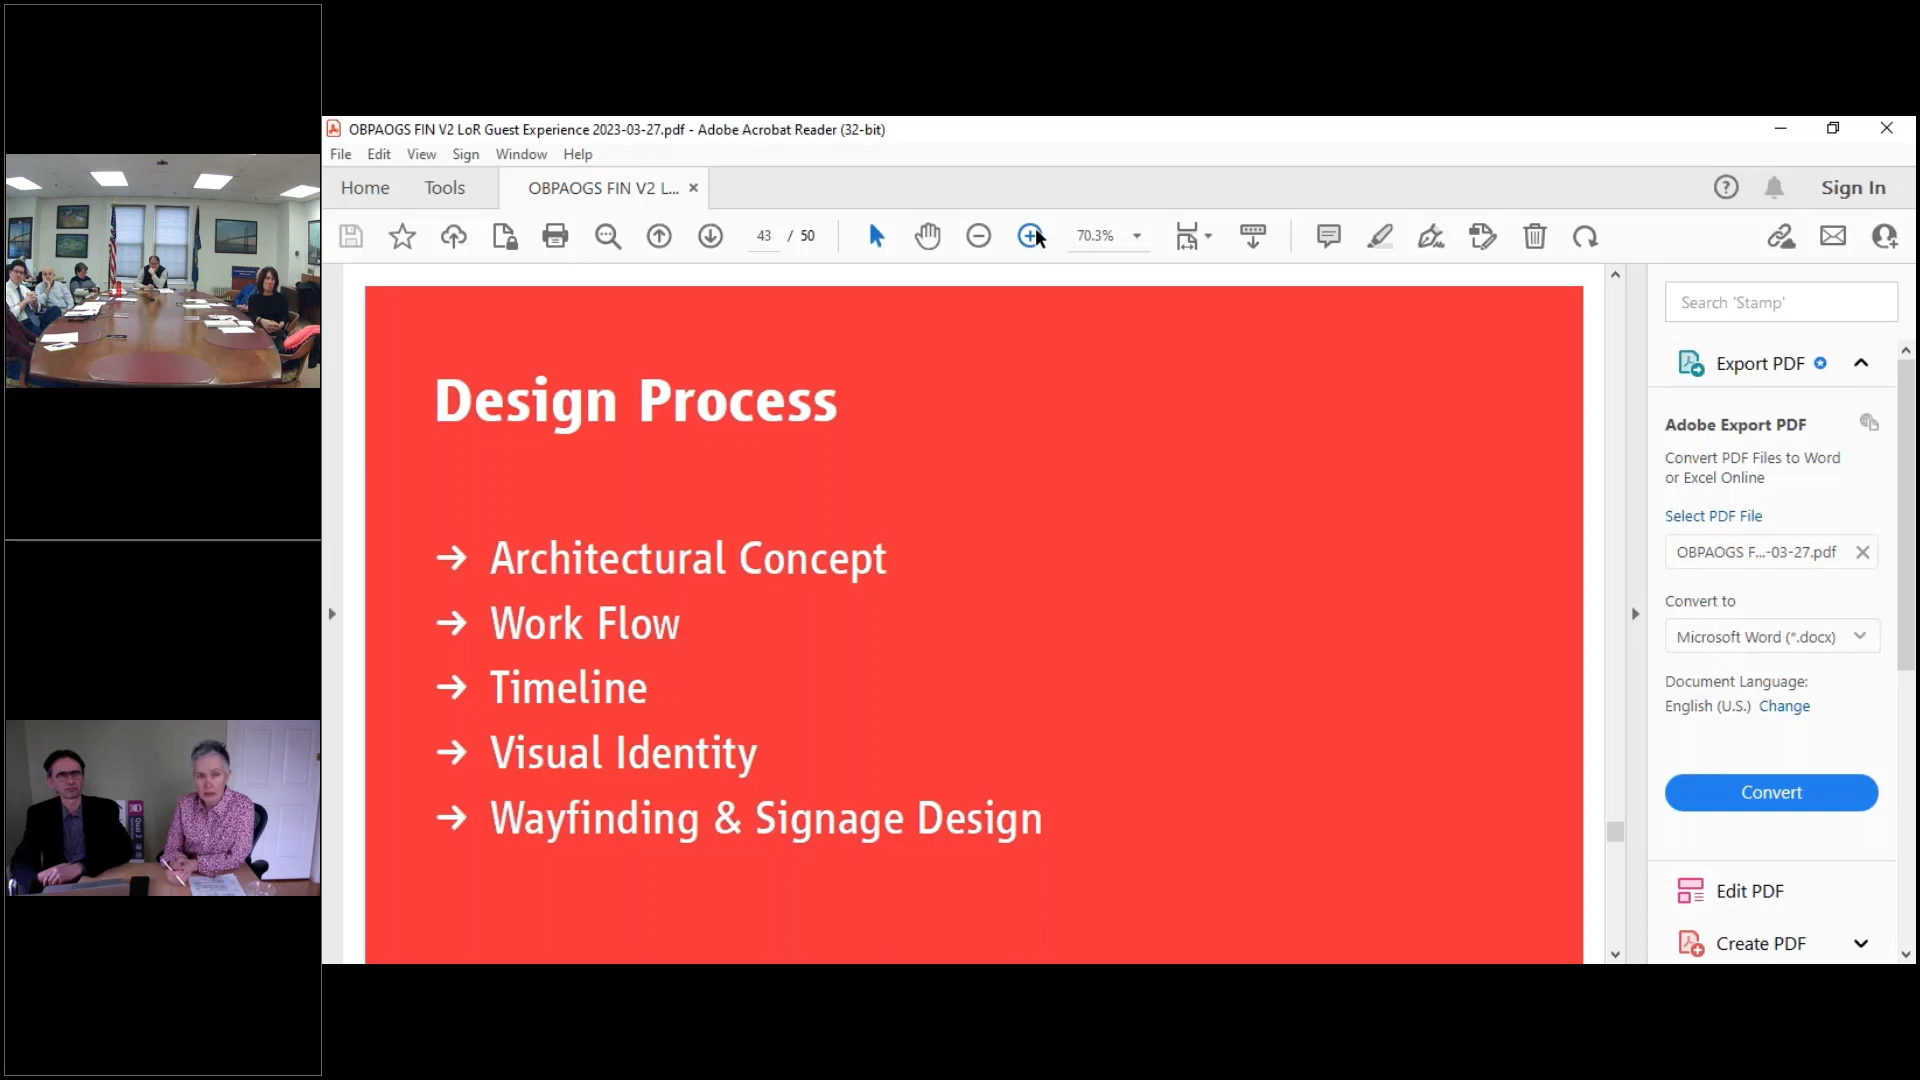 OBPAOGS FIN V2 LoR Guest Experience 2023-03-27.pdf - Adobe Acrobat Reader (32-bit)
File Edit View Sign Window Help
Home Tools OBPAOGS FIN V2 L... Sign In
43 / 50 70.3%
Design Process
→ Architectural Concept
→ Work Flow
→ Timeline
→ Visual Identity
→ Wayfinding & Signage Design
Search 'Stamp'
Export PDF
Adobe Export PDF
Convert PDF Files to Word
or Excel Online
Select PDF File
OBPAOGS F...-03-27.pdf
Convert to
Microsoft Word (*.docx)
Document Language:
English (U.S.) Change
Convert
Edit PDF
Create PDF